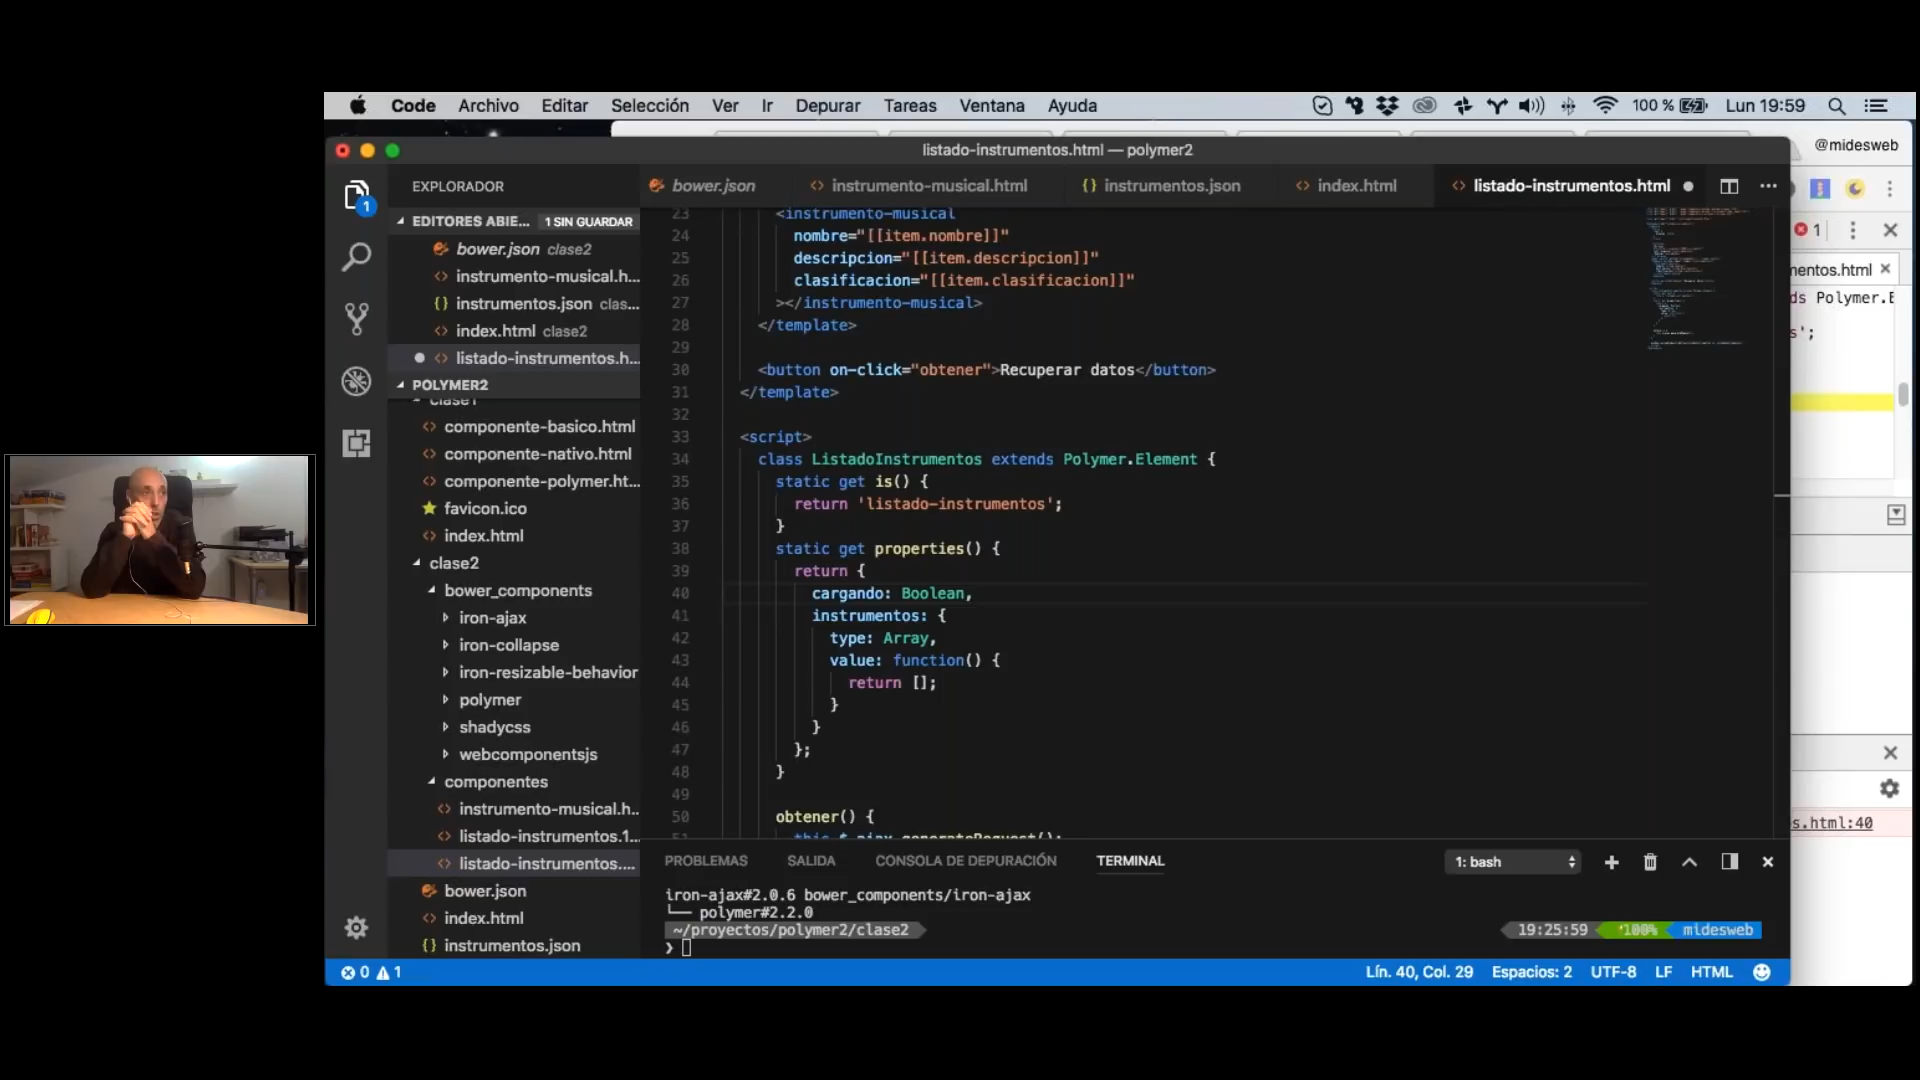 Code Archivo Editar Selección Ver Ir Depurar Tareas Ventana Ayuda 100 % Lun 19:59
listado-instrumentos.html — polymer2
@midesweb
EXPLORADOR
bower.json instrumento-musical.html instrumentos.json index.html listado-instrumentos.html
EDITORES ABIE... 1 SIN GUARDAR
bower.json clase2
instrumento-musical.h...
instrumentos.json clas...
index.html clase2
listado-instrumentos.h...
POLYMER2
clase1
componente-basico.html
componente-nativo.html
componente-polymer.ht...
favicon.ico
index.html
clase2
bower_components
iron-ajax
iron-collapse
iron-resizable-behavior
polymer
shadycss
webcomponentsjs
componentes
instrumento-musical.h...
listado-instrumentos.1...
listado-instrumentos....
bower.json
index.html
instrumentos.json
1
23 <instrumento-musical
24 nombre="[[item.nombre]]"
25 descripcion="[[item.descripcion]]"
26 clasificacion="[[item.clasificacion]]"
27 ></instrumento-musical>
28 </template>
29
30 <button on-click="obtener">Recuperar datos</button>
31 </template>
32
33 <script>
34 class ListadoInstrumentos extends Polymer.Element {
35 static get is() {
36 return 'listado-instrumentos';
37 }
38 static get properties() {
39 return {
40 cargando: Boolean,
41 instrumentos: {
42 type: Array,
43 value: function() {
44 return [];
45 }
46 }
47 };
48 }
49
50 obtener() {
51 this.$.ajax.generateRequest();
PROBLEMAS SALIDA CONSOLA DE DEPURACIÓN TERMINAL 1: bash
iron-ajax#2.0.6 bower_components/iron-ajax
└── polymer#2.2.0
~/proyectos/polymer2/clase2 19:25:59 100% midesweb
❯
0 1 Lín. 40, Col. 29 Espacios: 2 UTF-8 LF HTML
1
entos.html
ds Polymer.E
s';
s.html:40